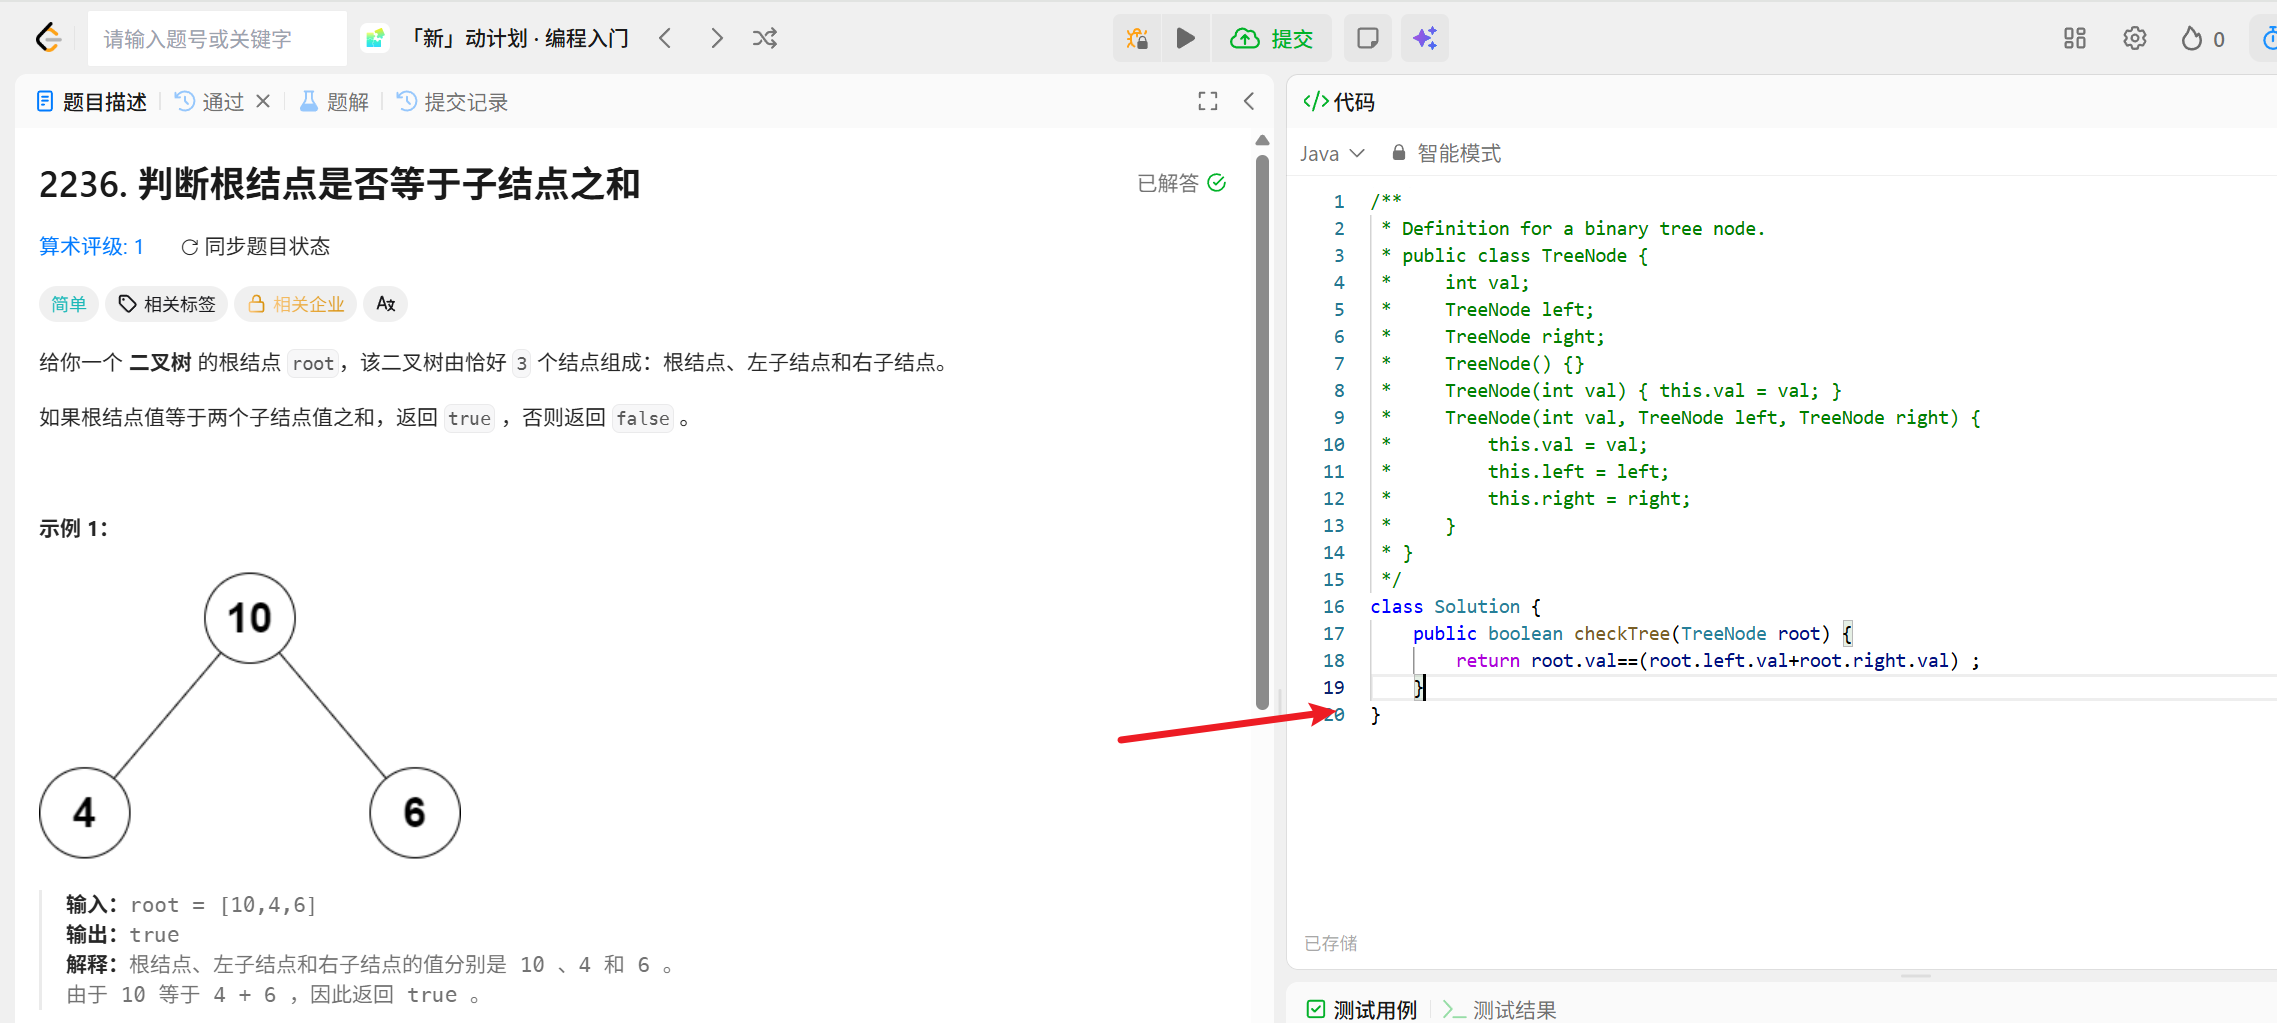 请输入题号或关键字
「新」动计划 · 编程入门
提交
0
题目描述
通过
题解
提交记录
2236. 判断根结点是否等于子结点之和
已解答
算术评级: 1
同步题目状态
简单
相关标签
相关企业
给你一个 二叉树 的根结点 root，该二叉树由恰好 3 个结点组成：根结点、左子结点和右子结点。
如果根结点值等于两个子结点值之和，返回 true ，否则返回 false 。
示例 1：
10
4
6
输入：root = [10,4,6]
输出：true
解释：根结点、左子结点和右子结点的值分别是 10 、4 和 6 。
由于 10 等于 4 + 6 ，因此返回 true 。
</> 代码
Java
智能模式
1 /**
2  * Definition for a binary tree node.
3  * public class TreeNode {
4  *     int val;
5  *     TreeNode left;
6  *     TreeNode right;
7  *     TreeNode() {}
8  *     TreeNode(int val) { this.val = val; }
9  *     TreeNode(int val, TreeNode left, TreeNode right) {
10  *         this.val = val;
11  *         this.left = left;
12  *         this.right = right;
13  *     }
14  * }
15  */
16 class Solution {
17     public boolean checkTree(TreeNode root) {
18         return root.val==(root.left.val+root.right.val) ;
19     }
20 }
已存储
测试用例
测试结果